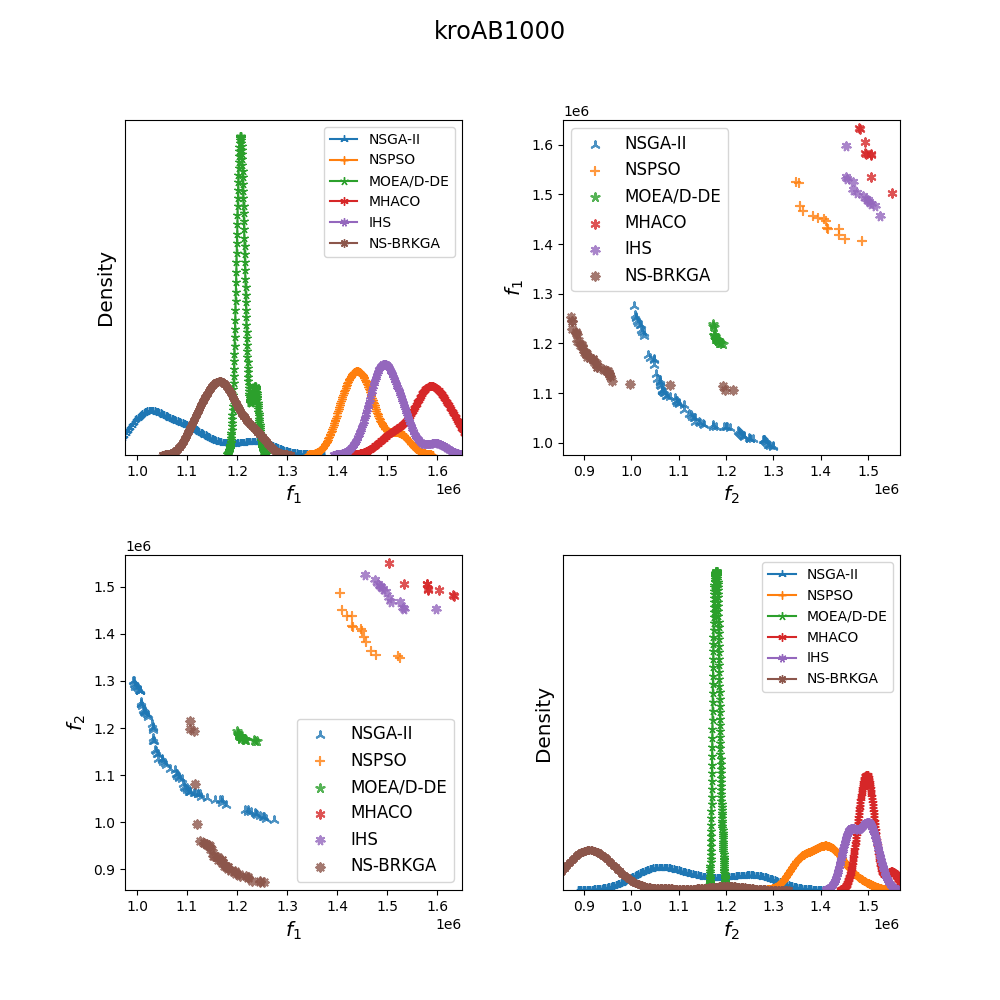 kroAB1000
NSGA-II
NSPSO
MOEA/D-DE
MHACO
IHS
NS-BRKGA
Density
1.0 1.1 1.2 1.3 1.4 1.5 1.6
1e6
f1
1e6
1.6
1.5
1.4
1.3
1.2
1.1
1.0
f1
NSGA-II
NSPSO
MOEA/D-DE
MHACO
IHS
NS-BRKGA
0.9 1.0 1.1 1.2 1.3 1.4 1.5
1e6
f2
1e6
1.5
1.4
1.3
1.2
1.1
1.0
0.9
f2
NSGA-II
NSPSO
MOEA/D-DE
MHACO
IHS
NS-BRKGA
1.0 1.1 1.2 1.3 1.4 1.5 1.6
1e6
f1
NSGA-II
NSPSO
MOEA/D-DE
MHACO
IHS
NS-BRKGA
Density
0.9 1.0 1.1 1.2 1.3 1.4 1.5
1e6
f2